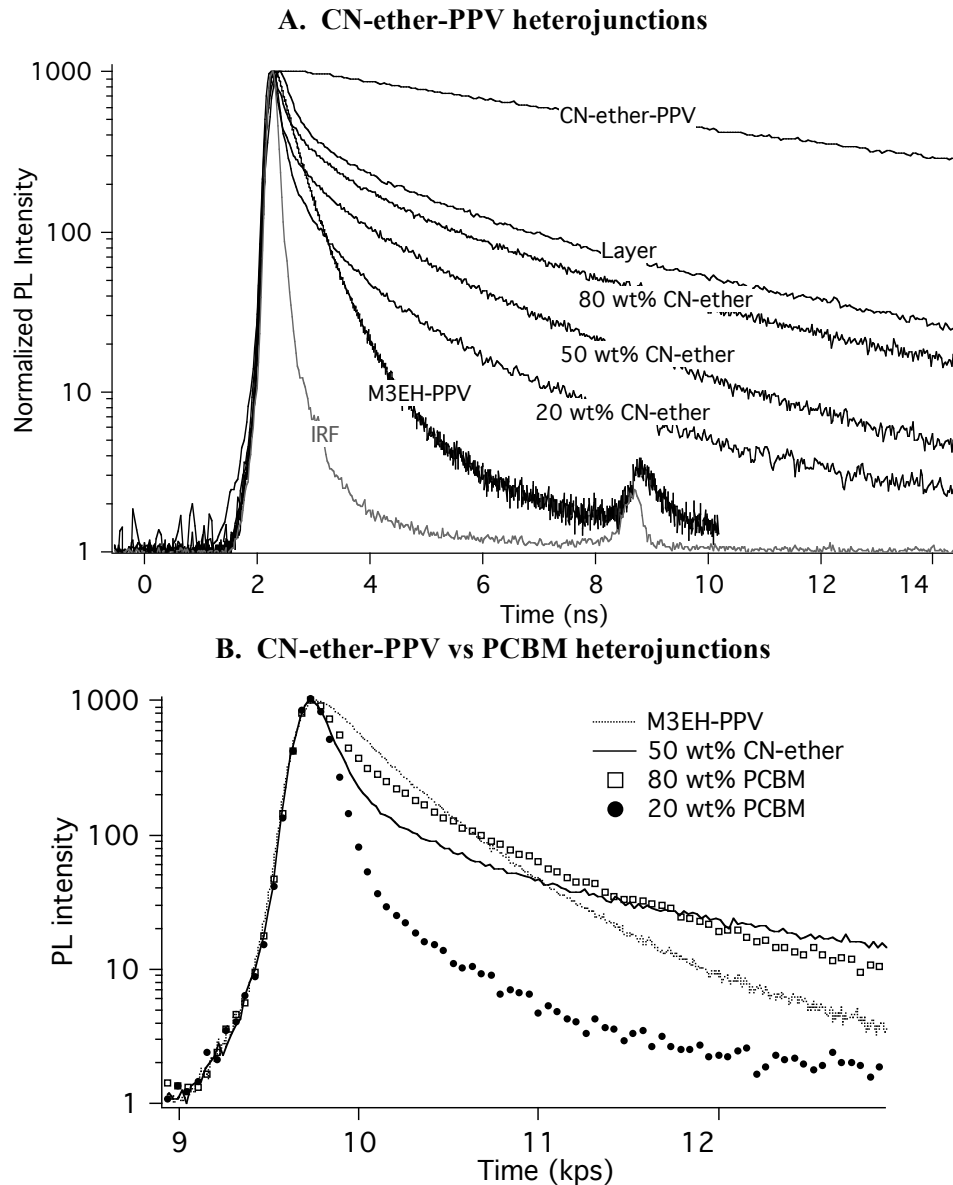 A. CN-ether-PPV heterojunctions
1000
100
10
1
Normalized PL Intensity
CN-ether-PPV
Layer
80 wt% CN-ether
50 wt% CN-ether
20 wt% CN-ether
M3EH-PPV
IRF
0 2 4 6 8 10 12 14
Time (ns)
B. CN-ether-PPV vs PCBM heterojunctions
1000
100
10
1
PL intensity
M3EH-PPV
50 wt% CN-ether
80 wt% PCBM
20 wt% PCBM
9 10 11 12
Time (kps)